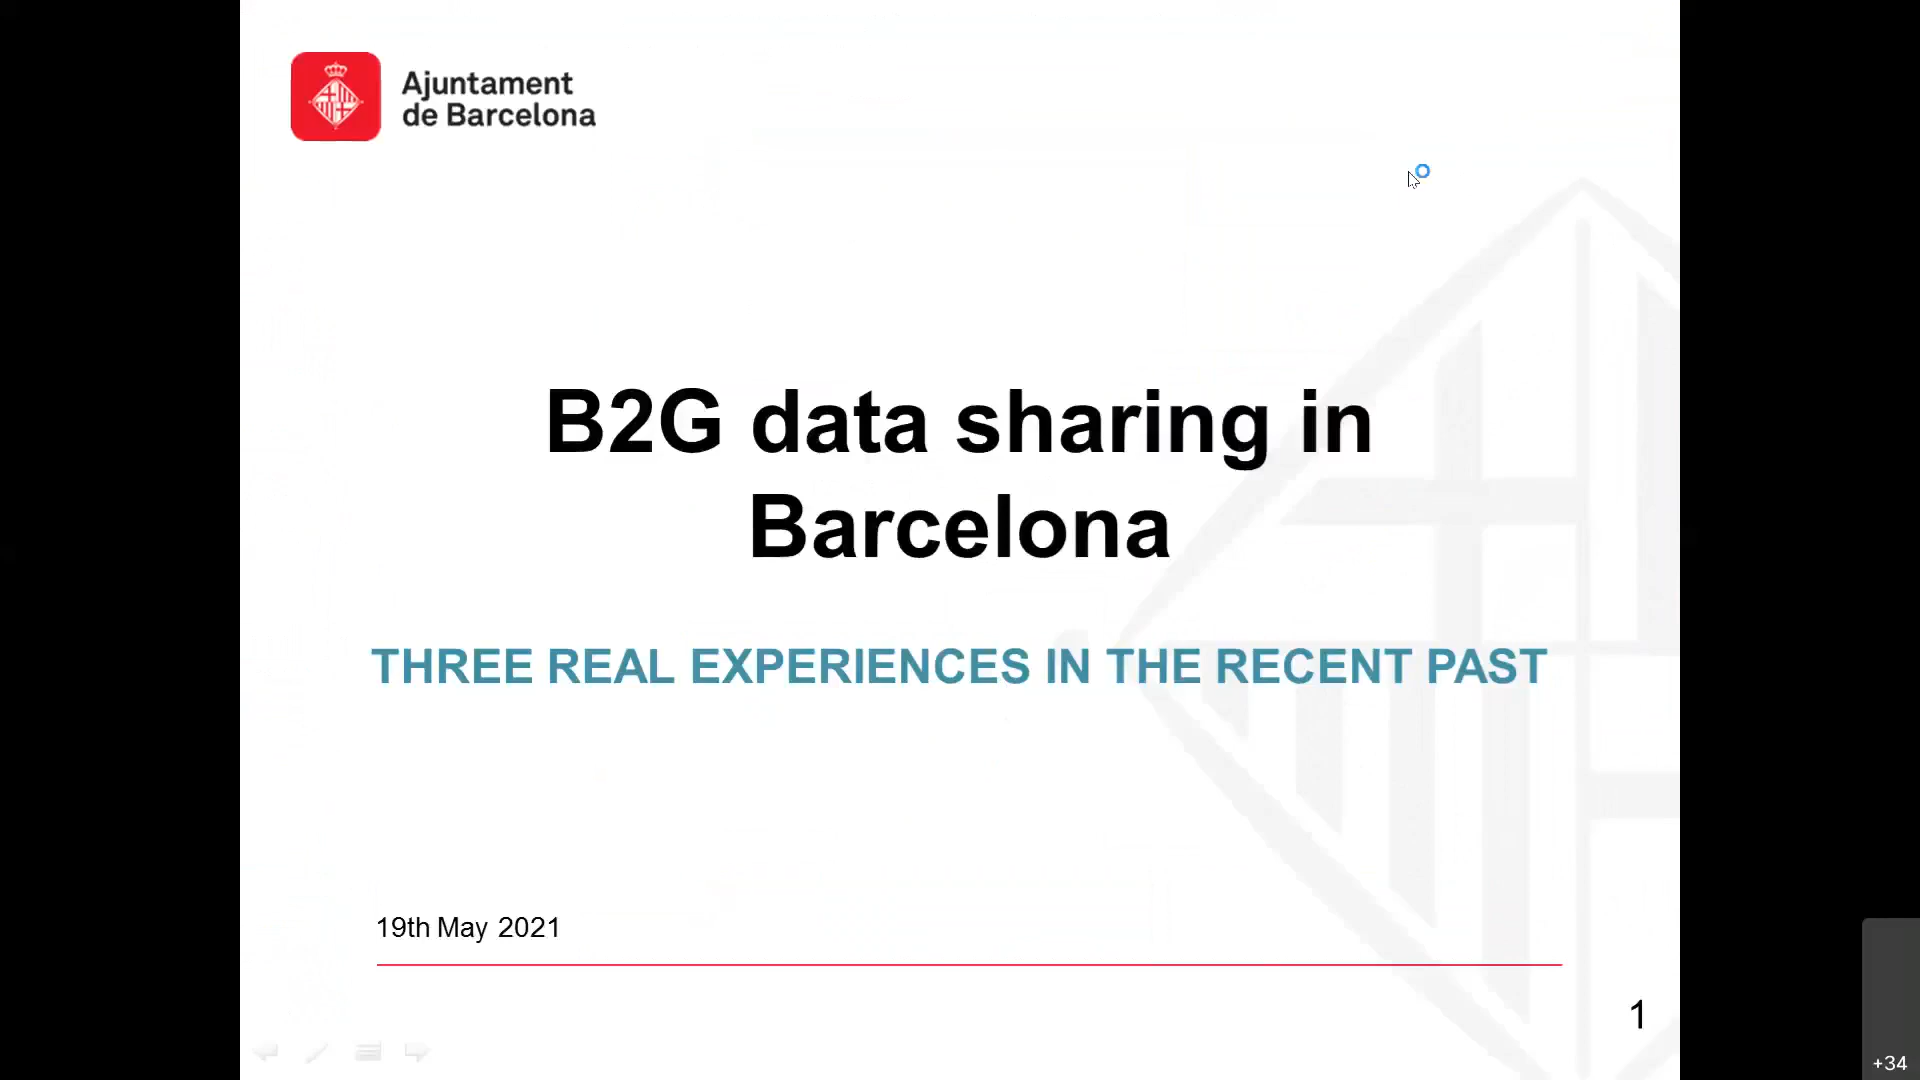 Ajuntament
de Barcelona
B2G data sharing in
Barcelona
THREE REAL EXPERIENCES IN THE RECENT PAST
19th May 2021
1
+34